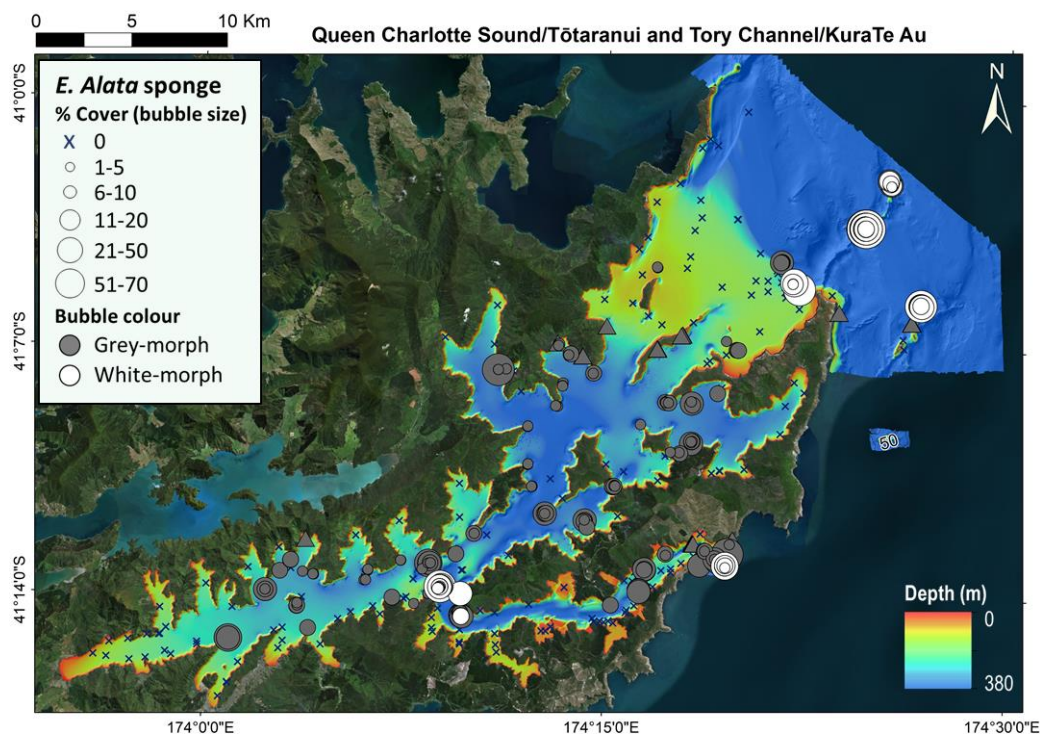 0 5 10 Km
Queen Charlotte Sound/Tōtaranui and Tory Channel/KuraTe Au
E. Alata sponge
% Cover (bubble size)
0
1-5
6-10
11-20
21-50
51-70
Bubble colour
Grey-morph
White-morph
N
41°0'0"S
41°7'0"S
41°14'0"S
50
Depth (m)
0
380
174°0'0"E 174°15'0"E 174°30'0"E